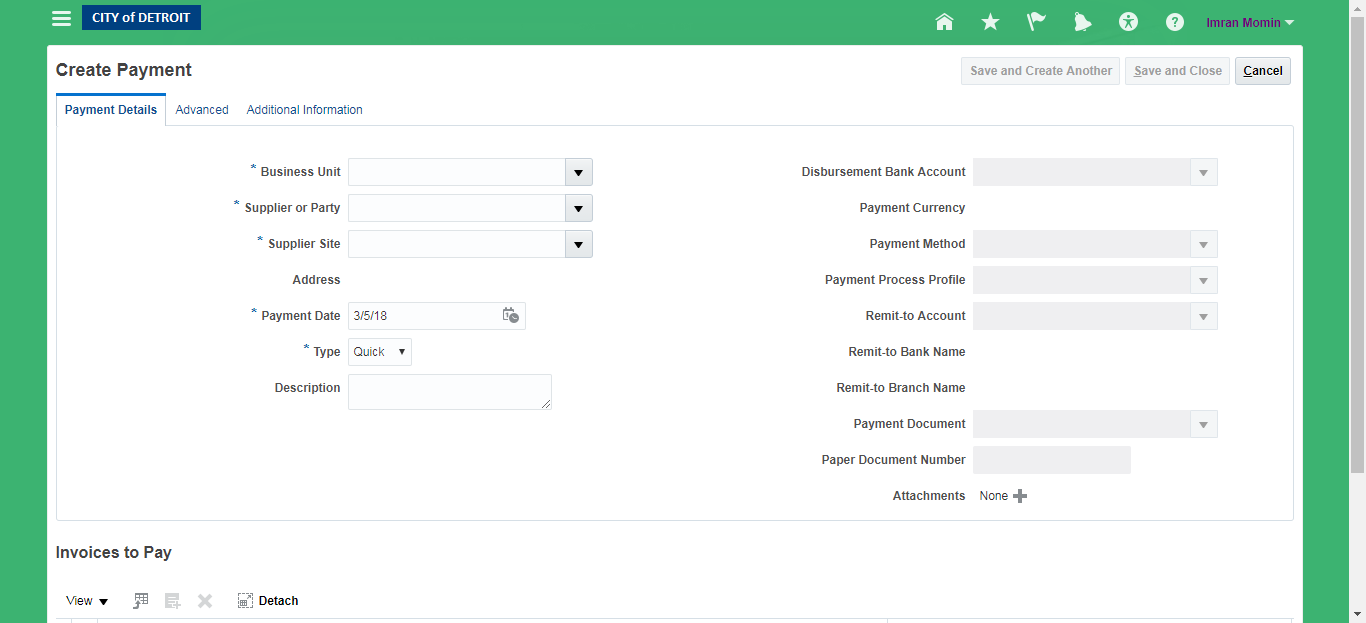 CITY of DETROIT
Imran Momin
Create Payment
Save and Create Another
Save and Close
Cancel
Payment Details
Advanced
Additional Information
* Business Unit
* Supplier or Party
* Supplier Site
Address
* Payment Date 3/5/18
* Type Quick
Description
Disbursement Bank Account
Payment Currency
Payment Method
Payment Process Profile
Remit-to Account
Remit-to Bank Name
Remit-to Branch Name
Payment Document
Paper Document Number
Attachments None
Invoices to Pay
View
Detach